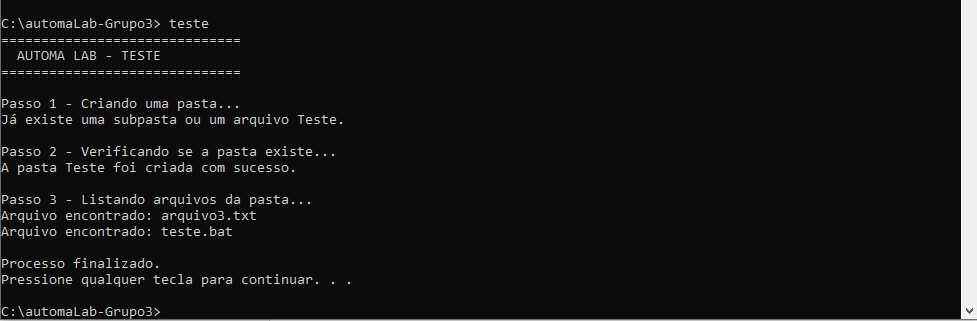 C:\automaLab-Grupo3> teste
==============================
  AUTOMA LAB - TESTE
==============================
Passo 1 - Criando uma pasta...
Já existe uma subpasta ou um arquivo Teste.
Passo 2 - Verificando se a pasta existe...
A pasta Teste foi criada com sucesso.
Passo 3 - Listando arquivos da pasta...
Arquivo encontrado: arquivo3.txt
Arquivo encontrado: teste.bat
Processo finalizado.
Pressione qualquer tecla para continuar. . .
C:\automaLab-Grupo3>